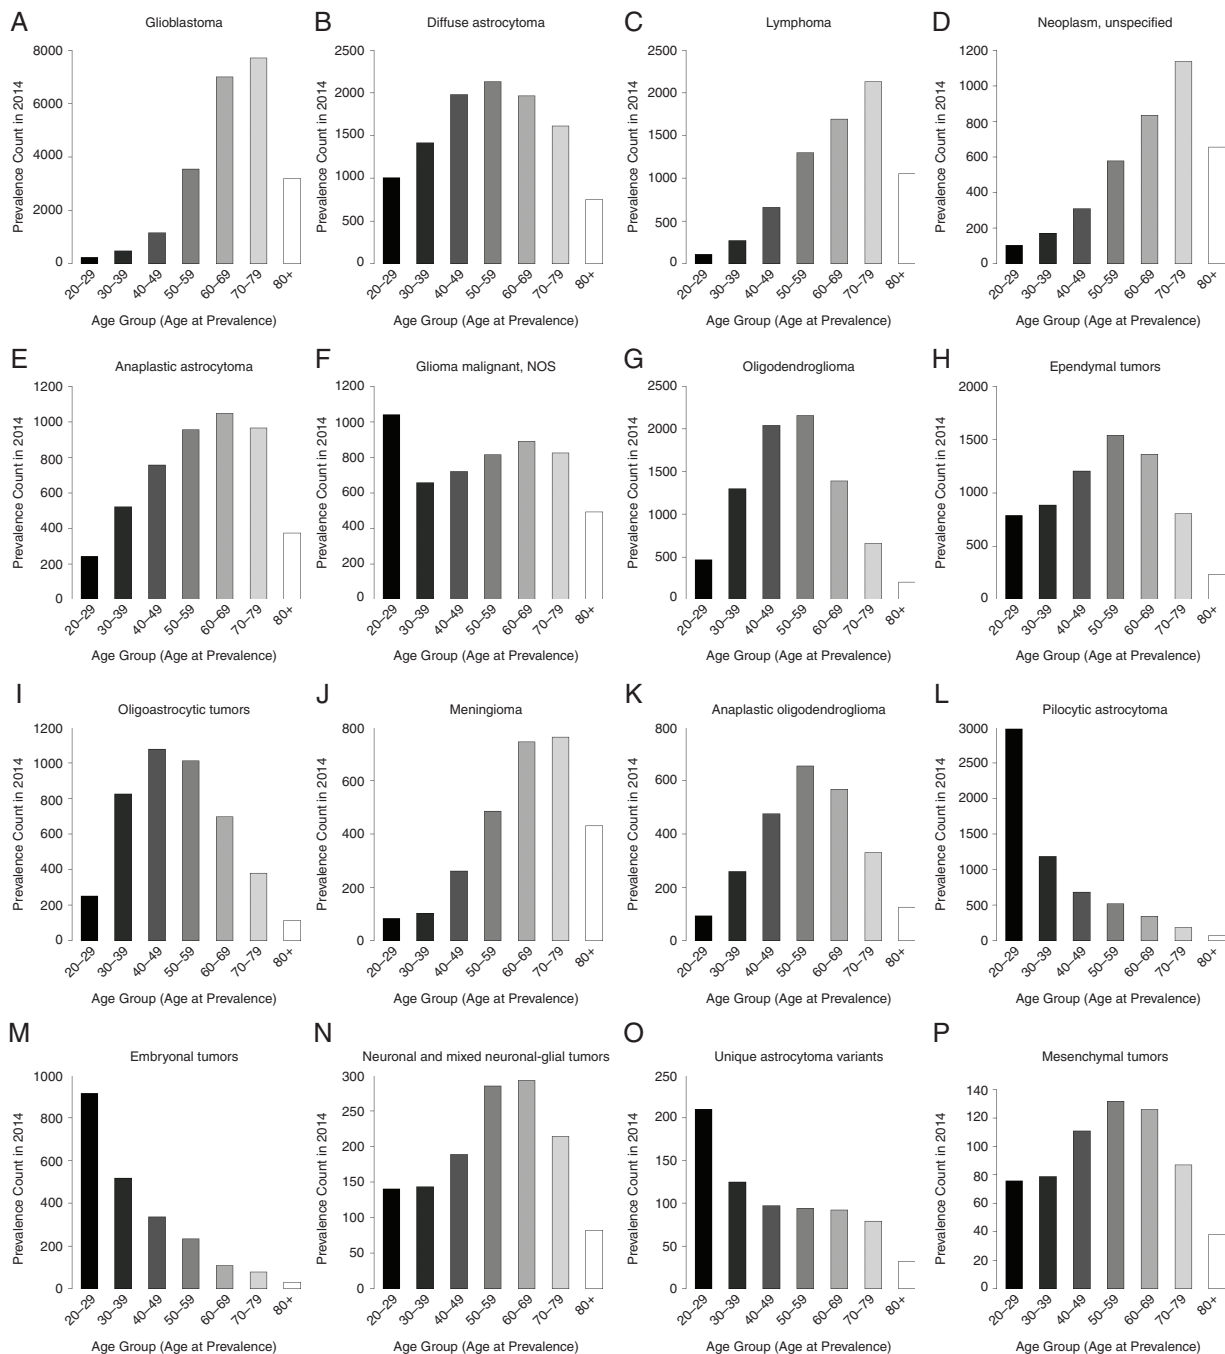 A Glioblastoma
Prevalence Count in 2014
8000
6000
4000
2000
0
20–29 30–39 40–49 50–59 60–69 70–79 80+
Age Group (Age at Prevalence)
B Diffuse astrocytoma
Prevalence Count in 2014
2500
2000
1500
1000
500
0
20–29 30–39 40–49 50–59 60–69 70–79 80+
Age Group (Age at Prevalence)
C Lymphoma
Prevalence Count in 2014
2500
2000
1500
1000
500
0
20–29 30–39 40–49 50–59 60–69 70–79 80+
Age Group (Age at Prevalence)
D Neoplasm, unspecified
Prevalence Count in 2014
1200
1000
800
600
400
200
0
20–29 30–39 40–49 50–59 60–69 70–79 80+
Age Group (Age at Prevalence)
E Anaplastic astrocytoma
Prevalence Count in 2014
1200
1000
800
600
400
200
0
20–29 30–39 40–49 50–59 60–69 70–79 80+
Age Group (Age at Prevalence)
F Glioma malignant, NOS
Prevalence Count in 2014
1200
1000
800
600
400
200
0
20–29 30–39 40–49 50–59 60–69 70–79 80+
Age Group (Age at Prevalence)
G Oligodendroglioma
Prevalence Count in 2014
2500
2000
1500
1000
500
0
20–29 30–39 40–49 50–59 60–69 70–79 80+
Age Group (Age at Prevalence)
H Ependymal tumors
Prevalence Count in 2014
2000
1500
1000
500
0
20–29 30–39 40–49 50–59 60–69 70–79 80+
Age Group (Age at Prevalence)
I Oligoastrocytic tumors
Prevalence Count in 2014
1200
1000
800
600
400
200
0
20–29 30–39 40–49 50–59 60–69 70–79 80+
Age Group (Age at Prevalence)
J Meningioma
Prevalence Count in 2014
800
600
400
200
0
20–29 30–39 40–49 50–59 60–69 70–79 80+
Age Group (Age at Prevalence)
K Anaplastic oligodendroglioma
Prevalence Count in 2014
800
600
400
200
0
20–29 30–39 40–49 50–59 60–69 70–79 80+
Age Group (Age at Prevalence)
L Pilocytic astrocytoma
Prevalence Count in 2014
3000
2500
2000
1500
1000
500
0
20–29 30–39 40–49 50–59 60–69 70–79 80+
Age Group (Age at Prevalence)
M Embryonal tumors
Prevalence Count in 2014
1000
800
600
400
200
0
20–29 30–39 40–49 50–59 60–69 70–79 80+
Age Group (Age at Prevalence)
N Neuronal and mixed neuronal-glial tumors
Prevalence Count in 2014
300
250
200
150
100
50
0
20–29 30–39 40–49 50–59 60–69 70–79 80+
Age Group (Age at Prevalence)
O Unique astrocytoma variants
Prevalence Count in 2014
250
200
150
100
50
0
20–29 30–39 40–49 50–59 60–69 70–79 80+
Age Group (Age at Prevalence)
P Mesenchymal tumors
Prevalence Count in 2014
140
120
100
80
60
40
20
0
20–29 30–39 40–49 50–59 60–69 70–79 80+
Age Group (Age at Prevalence)